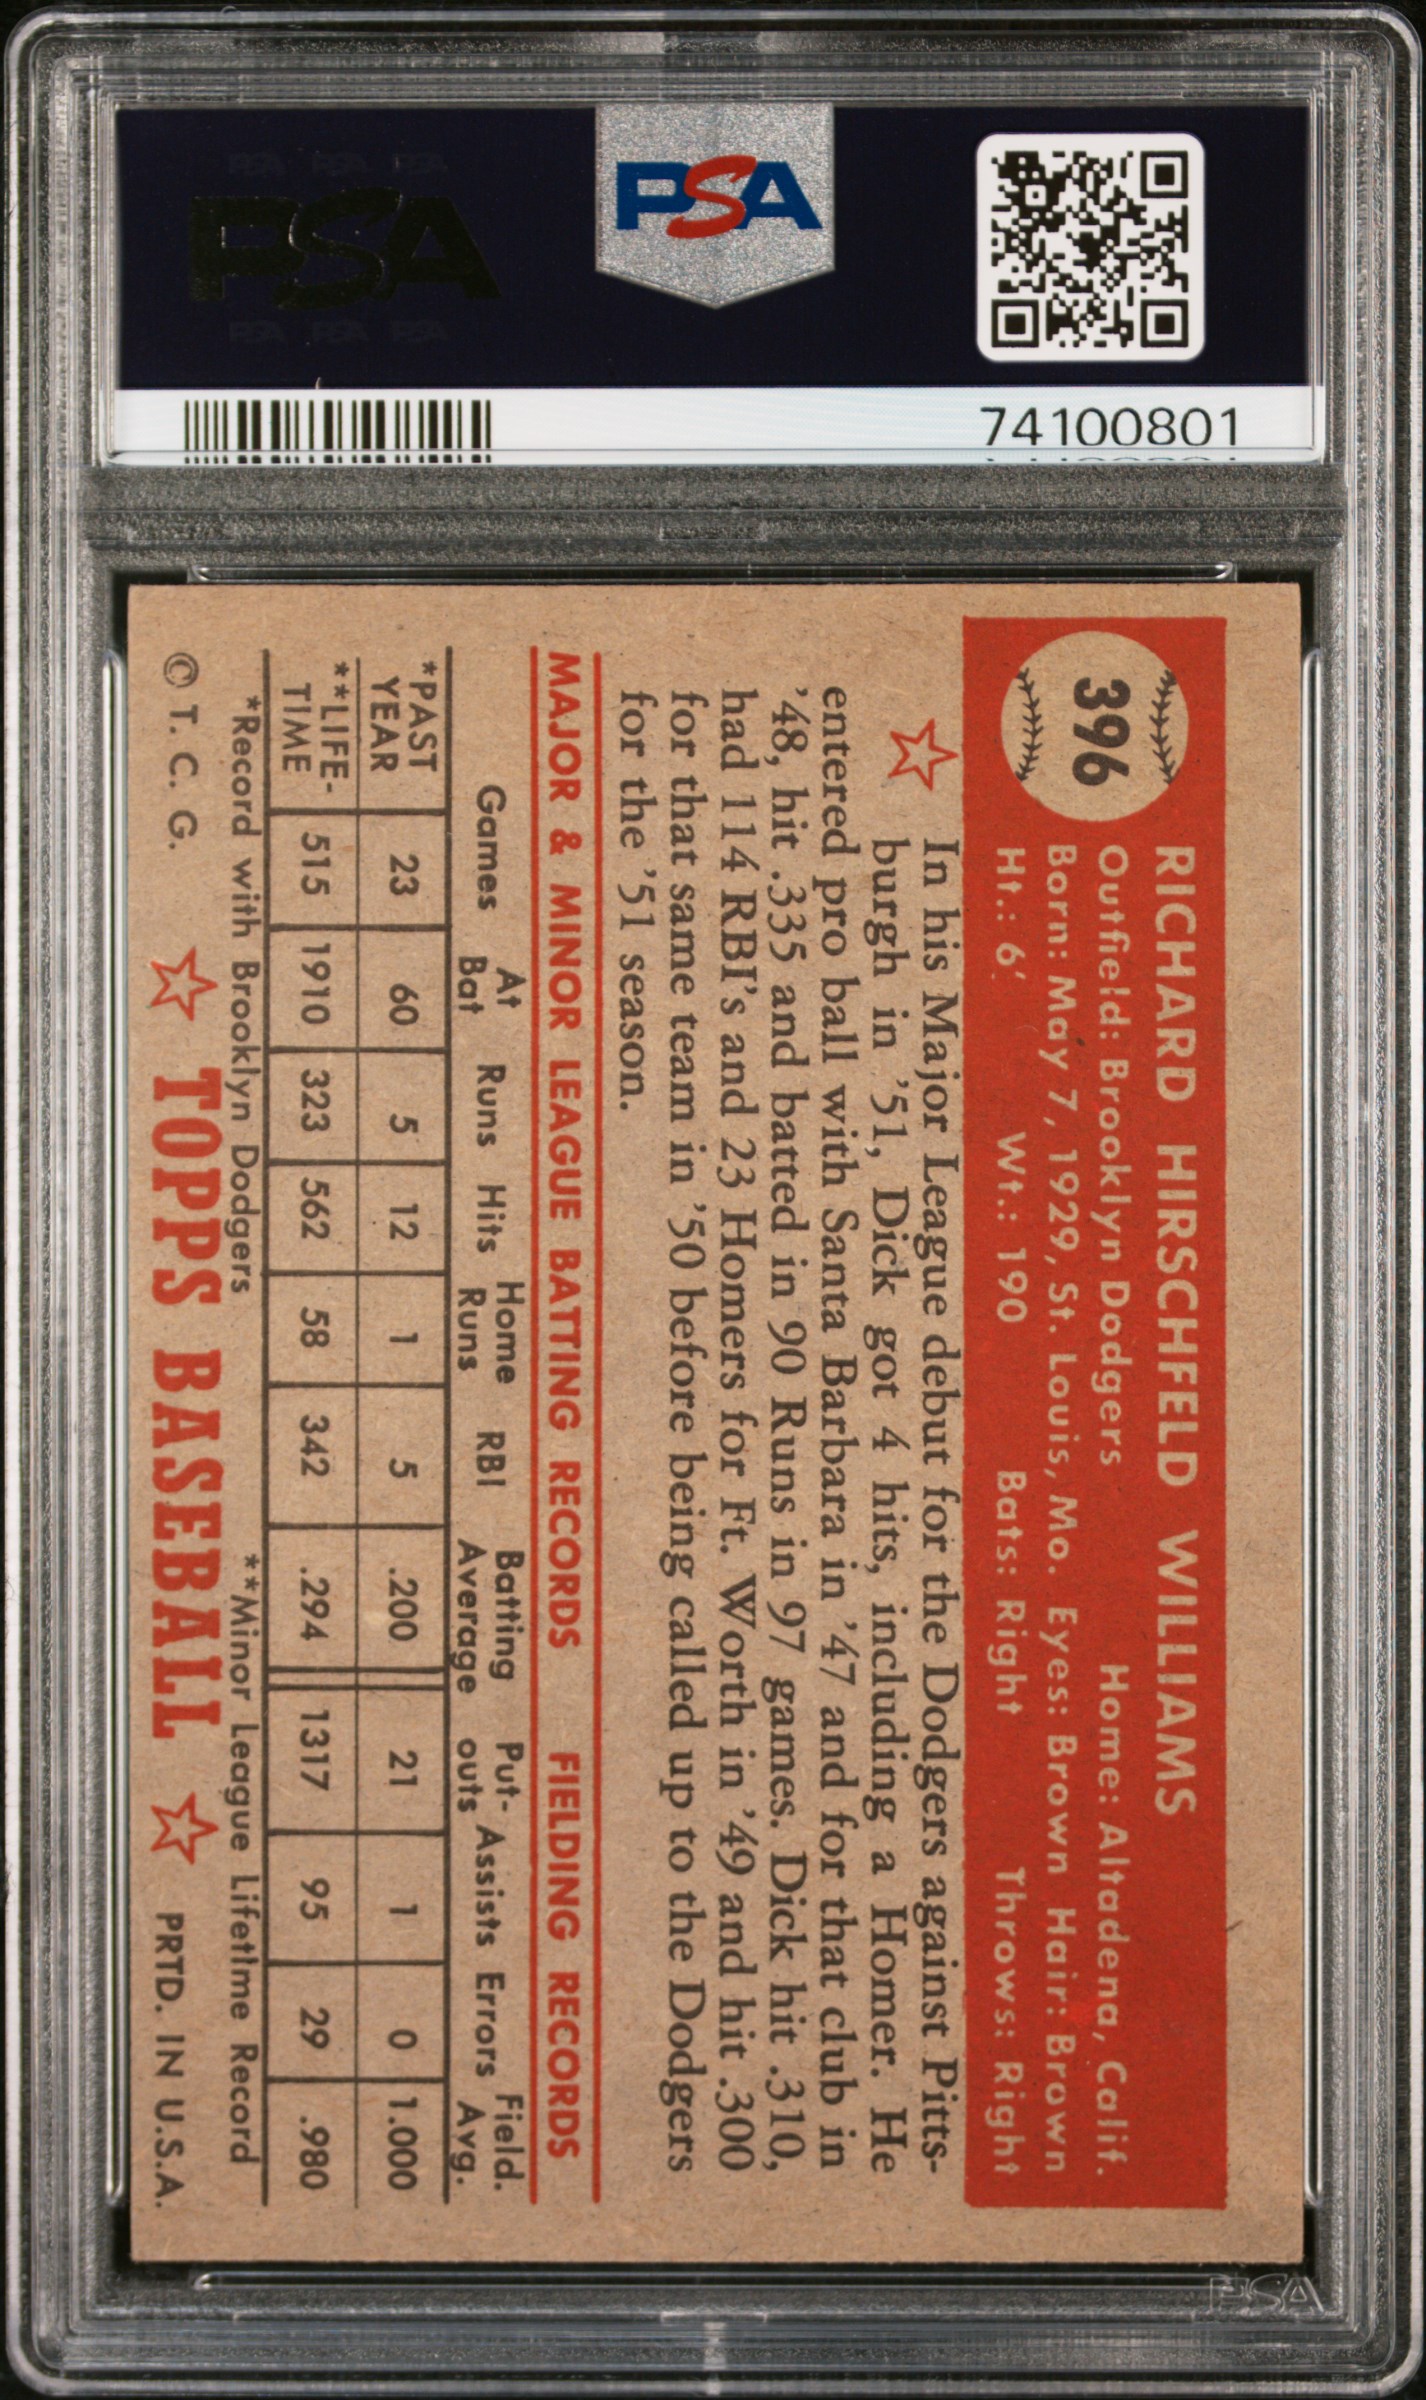 PSA PSA PSA
PSA
PSA PSA PSA
PSA
74100801
396
RICHARD HIRSCHFELD WILLIAMS
Outfield: Brooklyn Dodgers Home: Altadena, Calif.
Born: May 7, 1929, St. Louis, Mo. Eyes: Brown Hair: Brown
Ht.: 6' Wt.: 190 Bats: Right Throws: Right
In his Major League debut for the Dodgers against Pitts-
burgh in '51, Dick got 4 hits, including a Homer. He
entered pro ball with Santa Barbara in '47 and for that club in
'48, hit .335 and batted in 90 Runs in 97 games. Dick hit .310,
had 114 RBI's and 23 Homers for Ft. Worth in '49 and hit .300
for that same team in '50 before being called up to the Dodgers
for the '51 season.
MAJOR & MINOR LEAGUE BATTING RECORDS FIELDING RECORDS
Games At Bat Runs Hits Home Runs RBI Batting Average Put-outs Assists Errors Field. Avg.
*PAST YEAR 23 60 5 12 1 5 .200 21 1 0 1.000
**LIFE-TIME 515 1910 323 562 58 342 .294 1317 95 29 .980
*Record with Brooklyn Dodgers **Minor League Lifetime Record
© T. C. G. TOPPS BASEBALL PRTD. IN U.S.A.
PSA